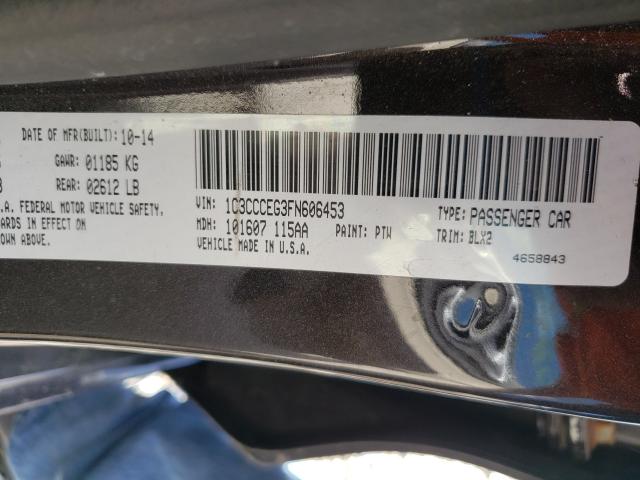 DATE OF MFR(BUILT): 10-14
GAWR: 01185 KG
REAR: 02612 LB
.A. FEDERAL MOTOR VEHICLE SAFETY,
ARDS IN EFFECT ON
OWN ABOVE.
VIN: 1C3CCCEG3FN606453
MDH: 101607 115AA
PAINT: PTW
VEHICLE MADE IN U.S.A.
TYPE: PASSENGER CAR
TRIM: BLX2
4658843